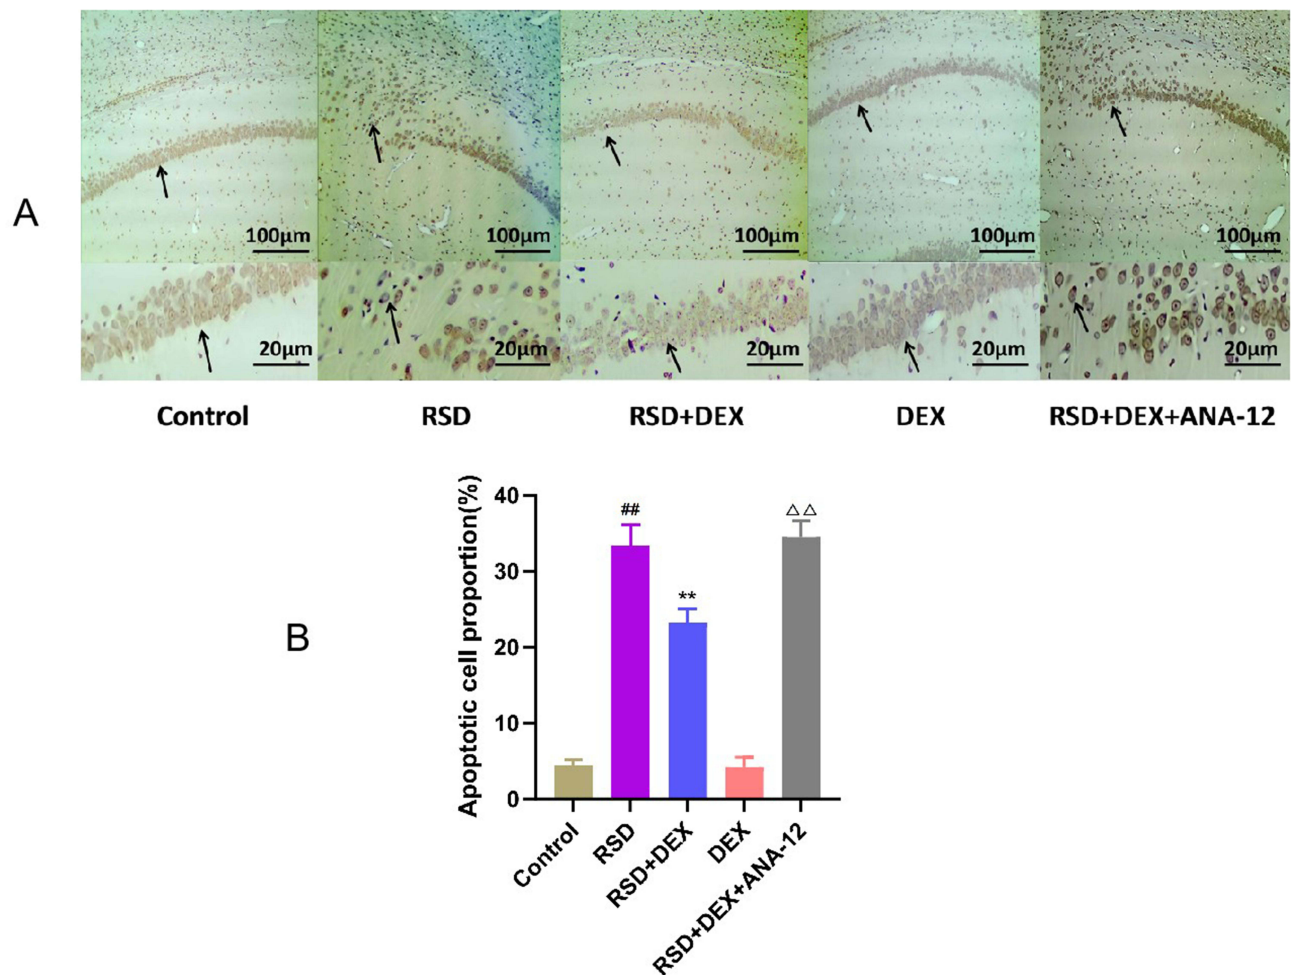 A
100μm 100μm 100μm 100μm 100μm
20μm 20μm 20μm 20μm 20μm
Control RSD RSD+DEX DEX RSD+DEX+ANA-12
B
Apoptotic cell proportion(%)
40
30
20
10
0
##
**
△△
Control
RSD
RSD+DEX
DEX
RSD+DEX+ANA-12